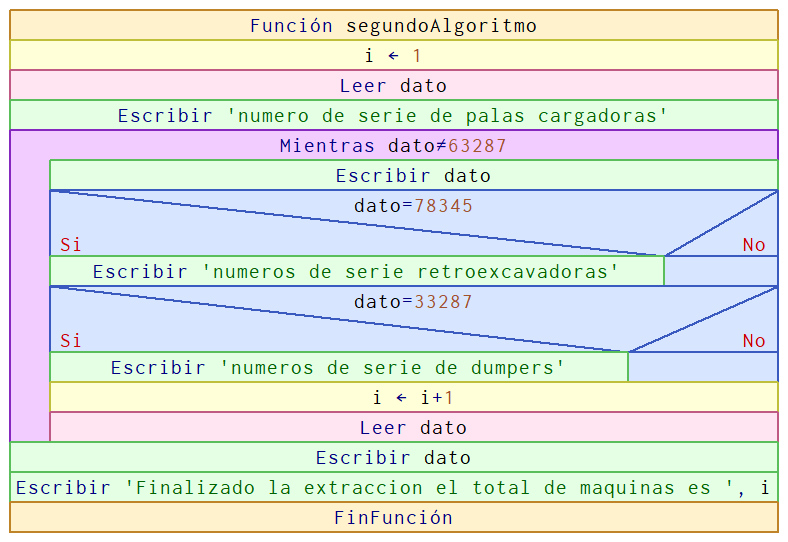 Función segundoAlgoritmo
i ← 1
Leer dato
Escribir 'numero de serie de palas cargadoras'
Mientras dato≠63287
Escribir dato
dato=78345
Si No
Escribir 'numeros de serie retroexcavadoras'
dato=33287
Si No
Escribir 'numeros de serie de dumpers'
i ← i+1
Leer dato
Escribir dato
Escribir 'Finalizado la extraccion el total de maquinas es ', i
FinFunción